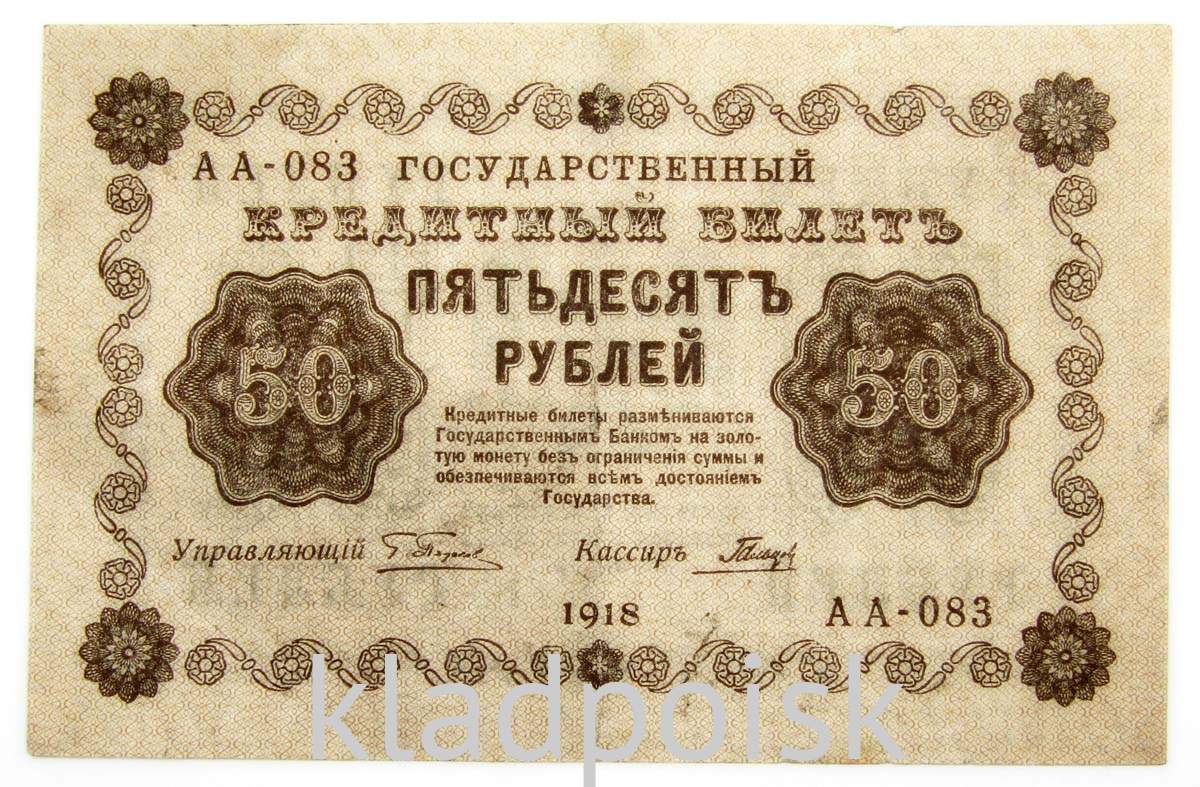 АА-083 ГОСУДАРСТВЕННЫЙ
КРЕДИТНЫЙ БИЛЕТЪ
ПЯТЬДЕСЯТЪ
РУБЛЕЙ
50
50
Кредитные билеты размѣниваются
Государственнымъ Банкомъ на золо-
тую монету безъ ограниченія суммы и
обезпечиваются всѣмъ достояніемъ
Государства.
Управляющій
Кассиръ
1918 АА-083
kladpoisk